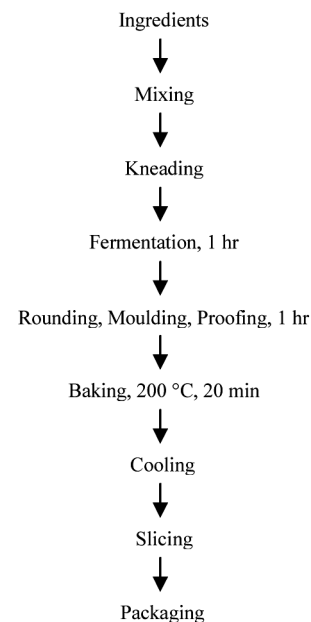 Ingredients
Mixing
Kneading
Fermentation, 1 hr
Rounding, Moulding, Proofing, 1 hr
Baking, 200 °C, 20 min
Cooling
Slicing
Packaging